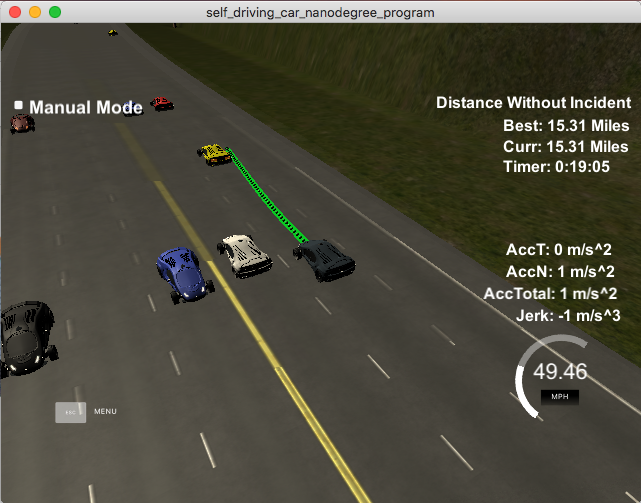 self_driving_car_nanodegree_program
Manual Mode
Distance Without Incident
Best: 15.31 Miles
Curr: 15.31 Miles
Timer: 0:19:05
AccT: 0 m/s^2
AccN: 1 m/s^2
AccTotal: 1 m/s^2
Jerk: -1 m/s^3
49.46
MPH
ESC MENU